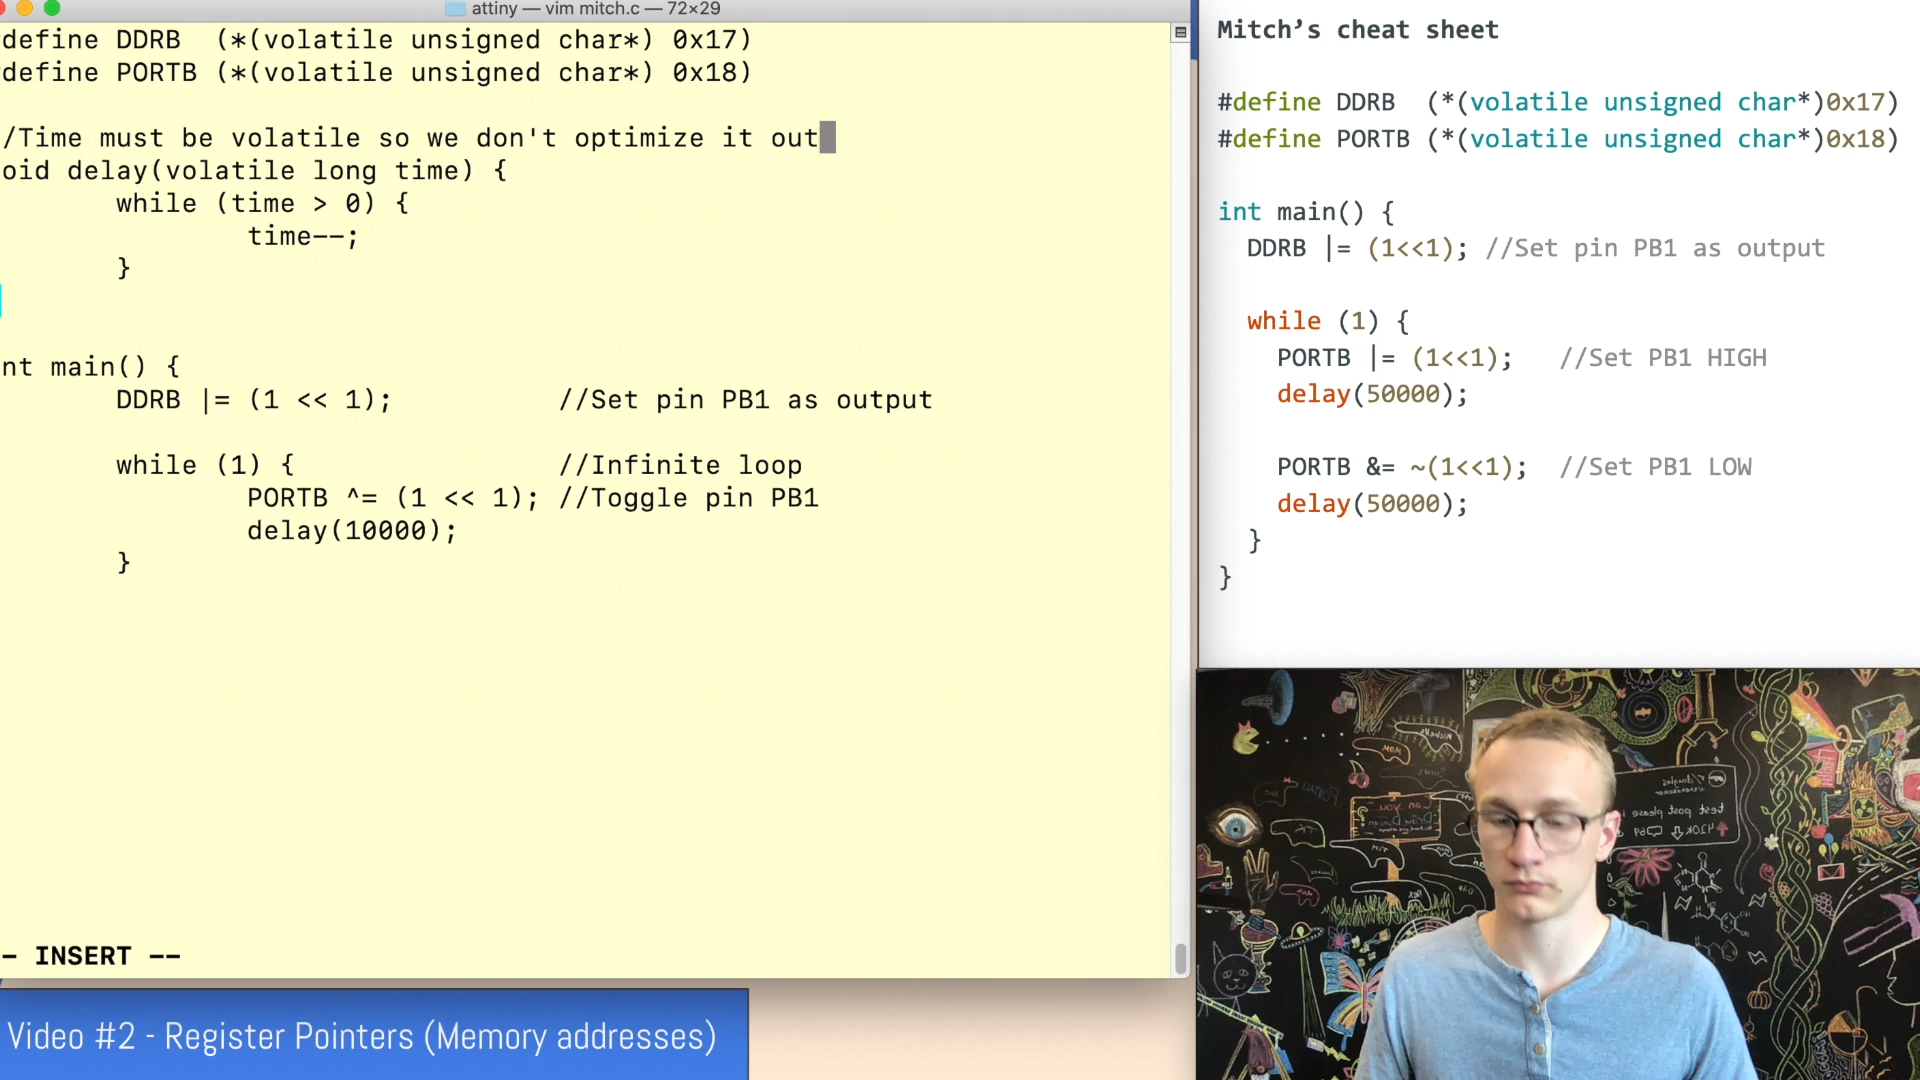 attiny — vim mitch.c — 72×29
define DDRB  (*(volatile unsigned char*) 0x17)
define PORTB (*(volatile unsigned char*) 0x18)
/Time must be volatile so we don't optimize it out
oid delay(volatile long time) {
while (time > 0) {
time--;
}
nt main() {
DDRB |= (1 << 1);          //Set pin PB1 as output
while (1) {                //Infinite loop
PORTB ^= (1 << 1); //Toggle pin PB1
delay(10000);
}
- INSERT --
Video #2 - Register Pointers (Memory addresses)
Mitch's cheat sheet
#define DDRB  (*(volatile unsigned char*)0x17)
#define PORTB (*(volatile unsigned char*)0x18)
int main() {
DDRB |= (1<<1); //Set pin PB1 as output
while (1) {
PORTB |= (1<<1);   //Set PB1 HIGH
delay(50000);
PORTB &= ~(1<<1);  //Set PB1 LOW
delay(50000);
}
}